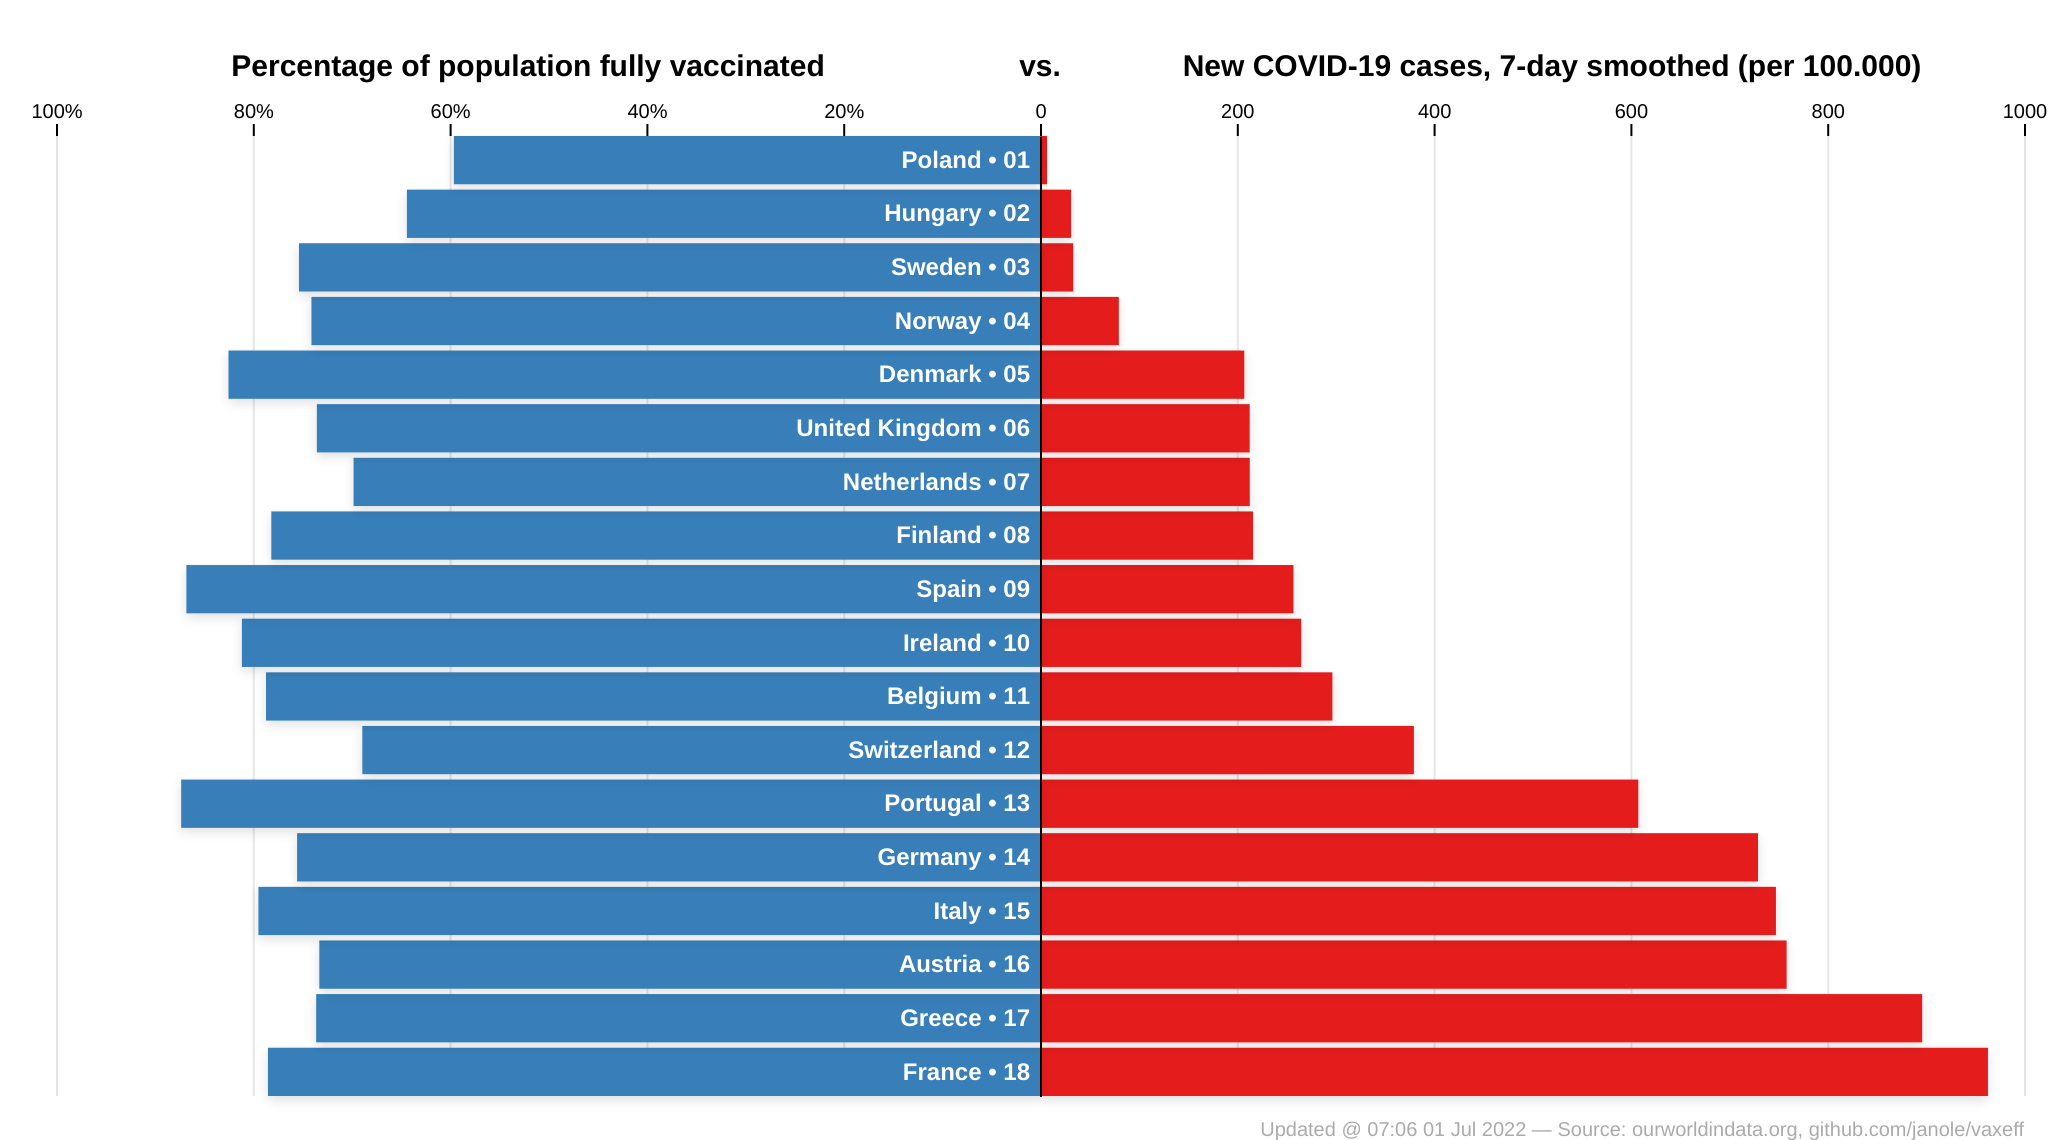 Percentage of population fully vaccinated vs. New COVID-19 cases, 7-day smoothed (per 100.000)
100% 80% 60% 40% 20% 0 200 400 600 800 1000
Poland • 01
Hungary • 02
Sweden • 03
Norway • 04
Denmark • 05
United Kingdom • 06
Netherlands • 07
Finland • 08
Spain • 09
Ireland • 10
Belgium • 11
Switzerland • 12
Portugal • 13
Germany • 14
Italy • 15
Austria • 16
Greece • 17
France • 18
Updated @ 07:06 01 Jul 2022 — Source: ourworldindata.org, github.com/janole/vaxeff